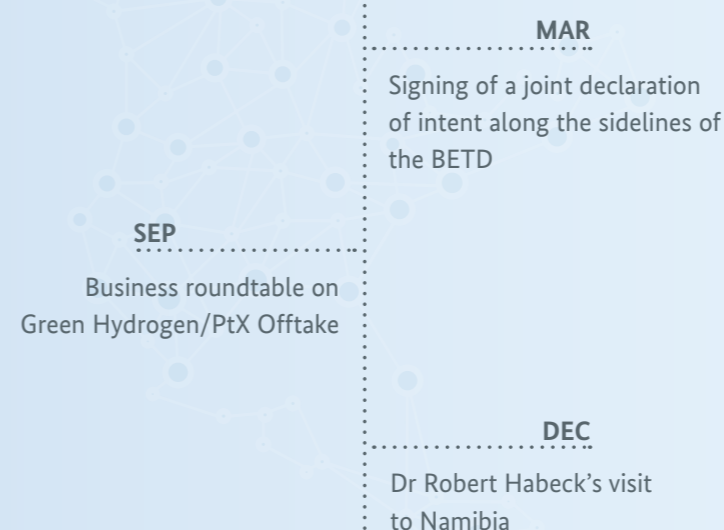 MAR
Signing of a joint declaration
of intent along the sidelines of
the BETD
SEP
Business roundtable on
Green Hydrogen/PtX Offtake
DEC
Dr Robert Habeck’s visit
to Namibia